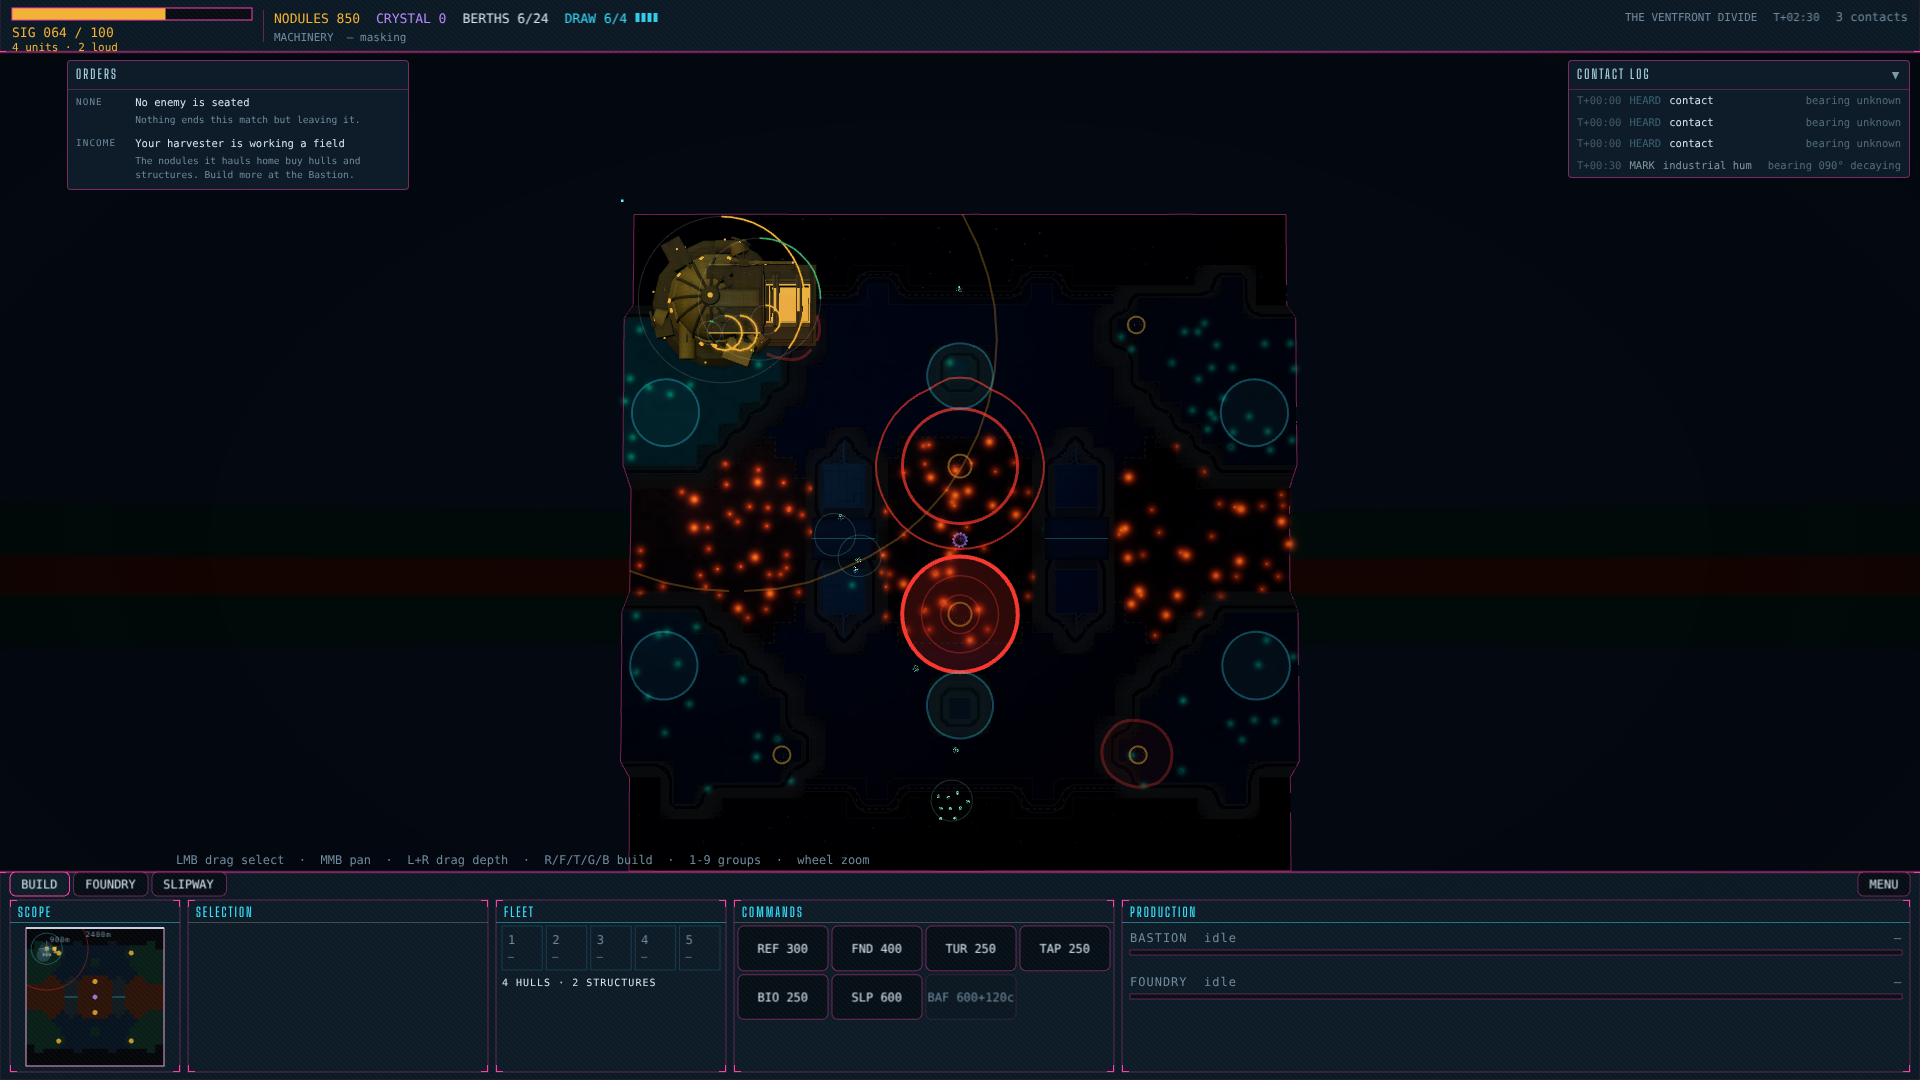 SIG 064 / 100
4 units · 2 loud
NODULES 850 CRYSTAL 0 BERTHS 6/24 DRAW 6/4
MACHINERY — masking
THE VENTFRONT DIVIDE T+02:30 3 contacts
ORDERS
NONE No enemy is seated
Nothing ends this match but leaving it.
INCOME Your harvester is working a field
The nodules it hauls home buy hulls and
structures. Build more at the Bastion.
CONTACT LOG ▼
T+00:00 HEARD contact bearing unknown
T+00:00 HEARD contact bearing unknown
T+00:00 HEARD contact bearing unknown
T+00:30 MARK industrial hum bearing 090° decaying
LMB drag select · MMB pan · L+R drag depth · R/F/T/G/B build · 1-9 groups · wheel zoom
BUILD FOUNDRY SLIPWAY MENU
SCOPE
2400m
900m
SELECTION
FLEET
1 2 3 4 5
— — — — —
4 HULLS · 2 STRUCTURES
COMMANDS
REF 300 FND 400 TUR 250 TAP 250
BIO 250 SLP 600 BAF 600+120c
PRODUCTION
BASTION idle —
FOUNDRY idle —